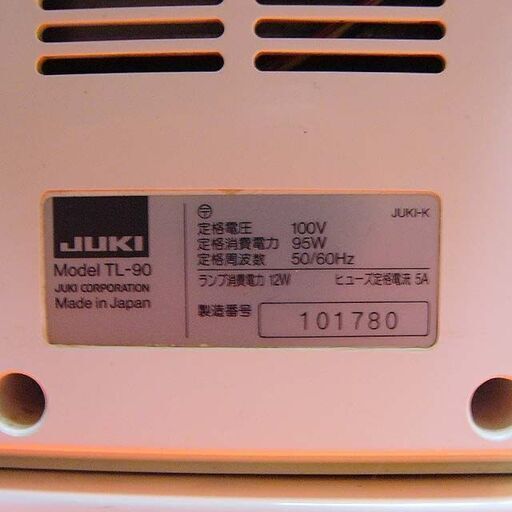 JUKI
Model TL-90
JUKI CORPORATION
Made in Japan
〒
JUKI-K
定格電圧 100V
定格消費電力 95W
定格周波数 50/60Hz
ランプ消費電力 12W ヒューズ定格電流 5A
製造番号 101780